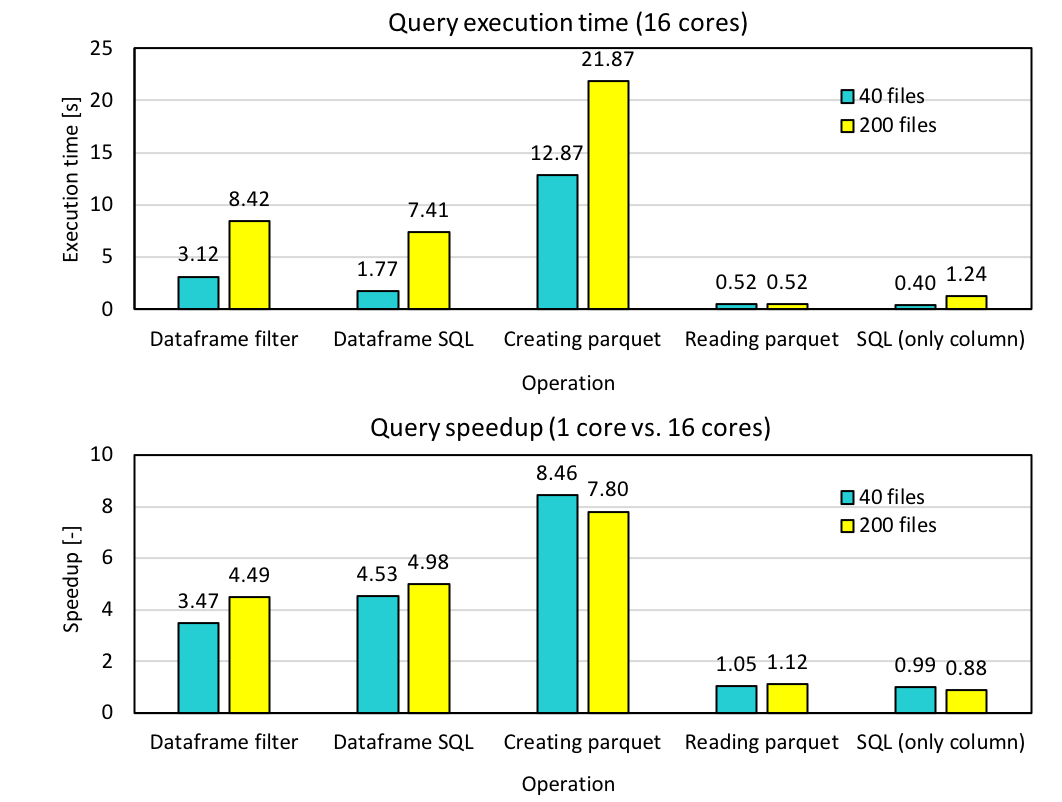 Query execution time (16 cores)
25
20
15
10
5
0
Execution time [s]
40 files
200 files
3.12
8.42
1.77
7.41
12.87
21.87
0.52
0.52
0.40
1.24
Dataframe filter
Dataframe SQL
Creating parquet
Reading parquet
SQL (only column)
Operation
Query speedup (1 core vs. 16 cores)
10
8
6
4
2
0
Speedup [-]
40 files
200 files
3.47
4.49
4.53
4.98
8.46
7.80
1.05
1.12
0.99
0.88
Dataframe filter
Dataframe SQL
Creating parquet
Reading parquet
SQL (only column)
Operation